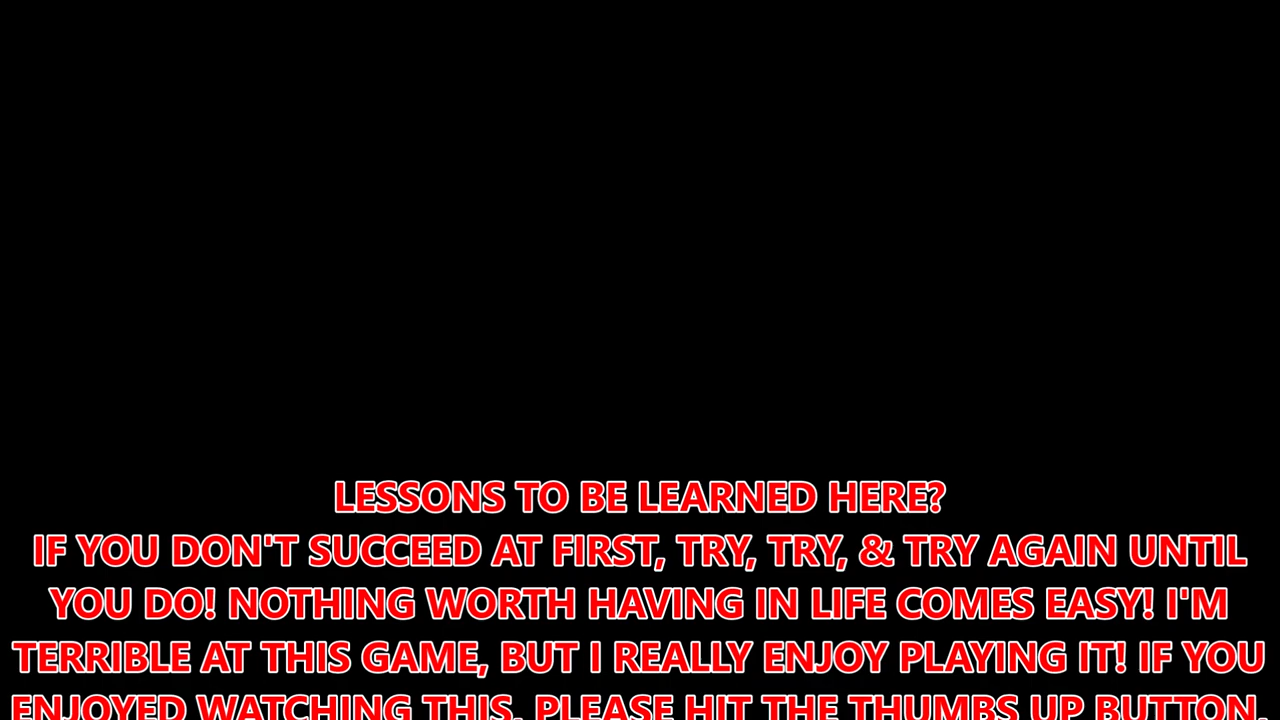 LESSONS TO BE LEARNED HERE?
IF YOU DON'T SUCCEED AT FIRST, TRY, TRY, & TRY AGAIN UNTIL
YOU DO! NOTHING WORTH HAVING IN LIFE COMES EASY! I'M
TERRIBLE AT THIS GAME, BUT I REALLY ENJOY PLAYING IT! IF YOU
ENJOYED WATCHING THIS, PLEASE HIT THE THUMBS UP BUTTON,